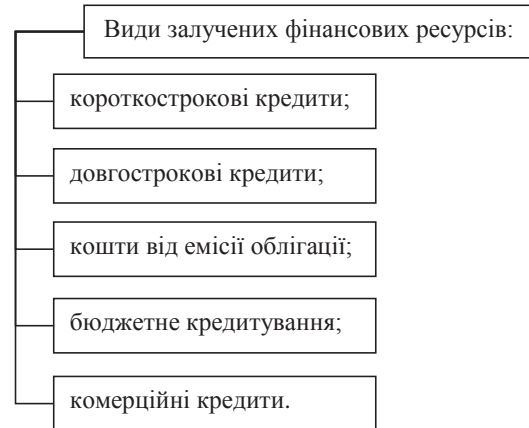 Види залучених фінансових ресурсів:
короткострокові кредити;
довгострокові кредити;
кошти від емісії облігації;
бюджетне кредитування;
комерційні кредити.